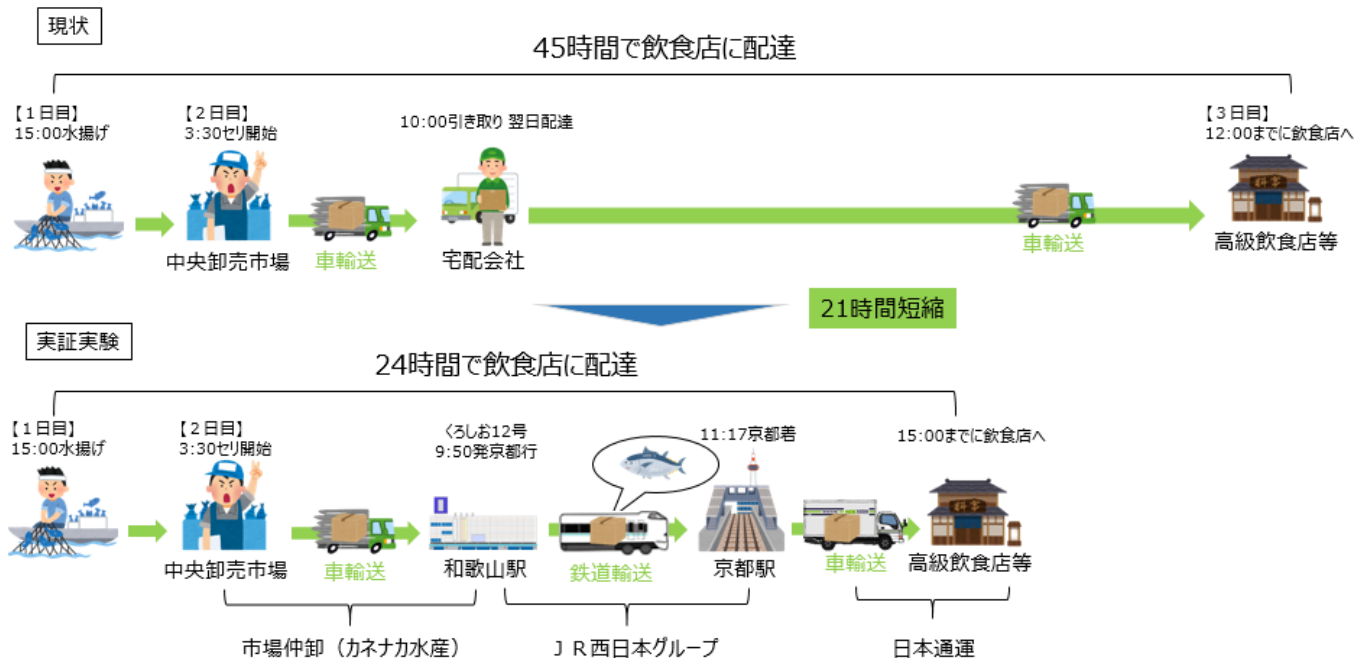 現状
45時間で飲食店に配達
【1日目】
15:00水揚げ
【2日目】
3:30セリ開始
10:00引き取り 翌日配達
【3日目】
12:00までに飲食店へ
中央卸売市場
車輸送
宅配会社
車輸送
高級飲食店等
21時間短縮
実証実験
24時間で飲食店に配達
【1日目】
15:00水揚げ
【2日目】
3:30セリ開始
くろしお12号
9:50発京都行
11:17京都着
15:00までに飲食店へ
中央卸売市場
車輸送
和歌山駅
鉄道輸送
京都駅
車輸送
高級飲食店等
市場仲卸（カネナカ水産）
ＪＲ西日本グループ
日本通運